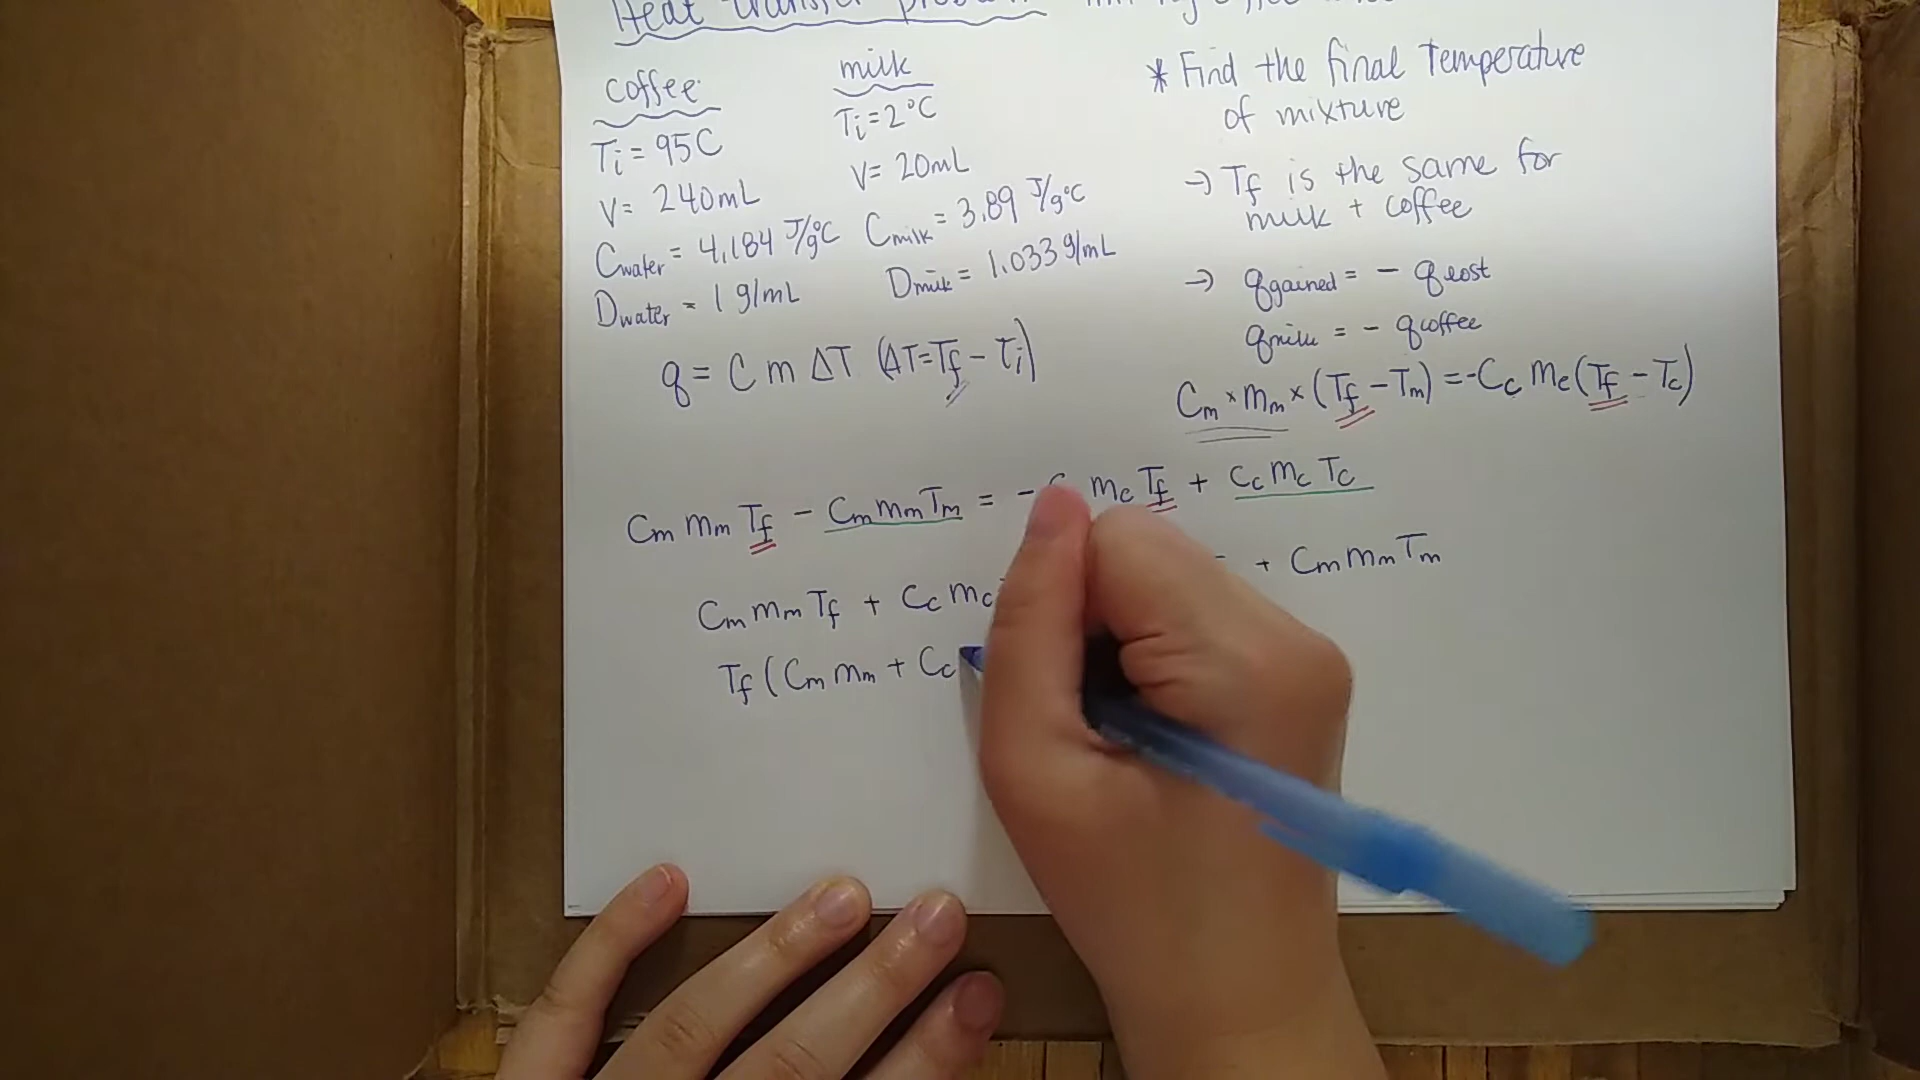 Heat transfer
coffee:
Ti = 95C
V = 240mL
Cwater = 4.184 J/g°C
Dwater = 1 g/mL
milk
Ti = 2°C
V = 20mL
Cmilk = 3.89 J/g°C
Dmilk = 1.033 g/mL
q = C m ΔT (ΔT = Tf - Ti)
* Find the final temperature
of mixture
→ Tf is the same for
milk + coffee
→ qgained = - qlost
qmilk = - qcoffee
Cm × mm × (Tf - Tm) = -Cc mc (Tf - Tc)
Cm mm Tf - Cm mm Tm = - mc Tf + Cc mc Tc
Cm mm Tf + Cc mc + Cm mm Tm
Tf (Cm mm + Cc